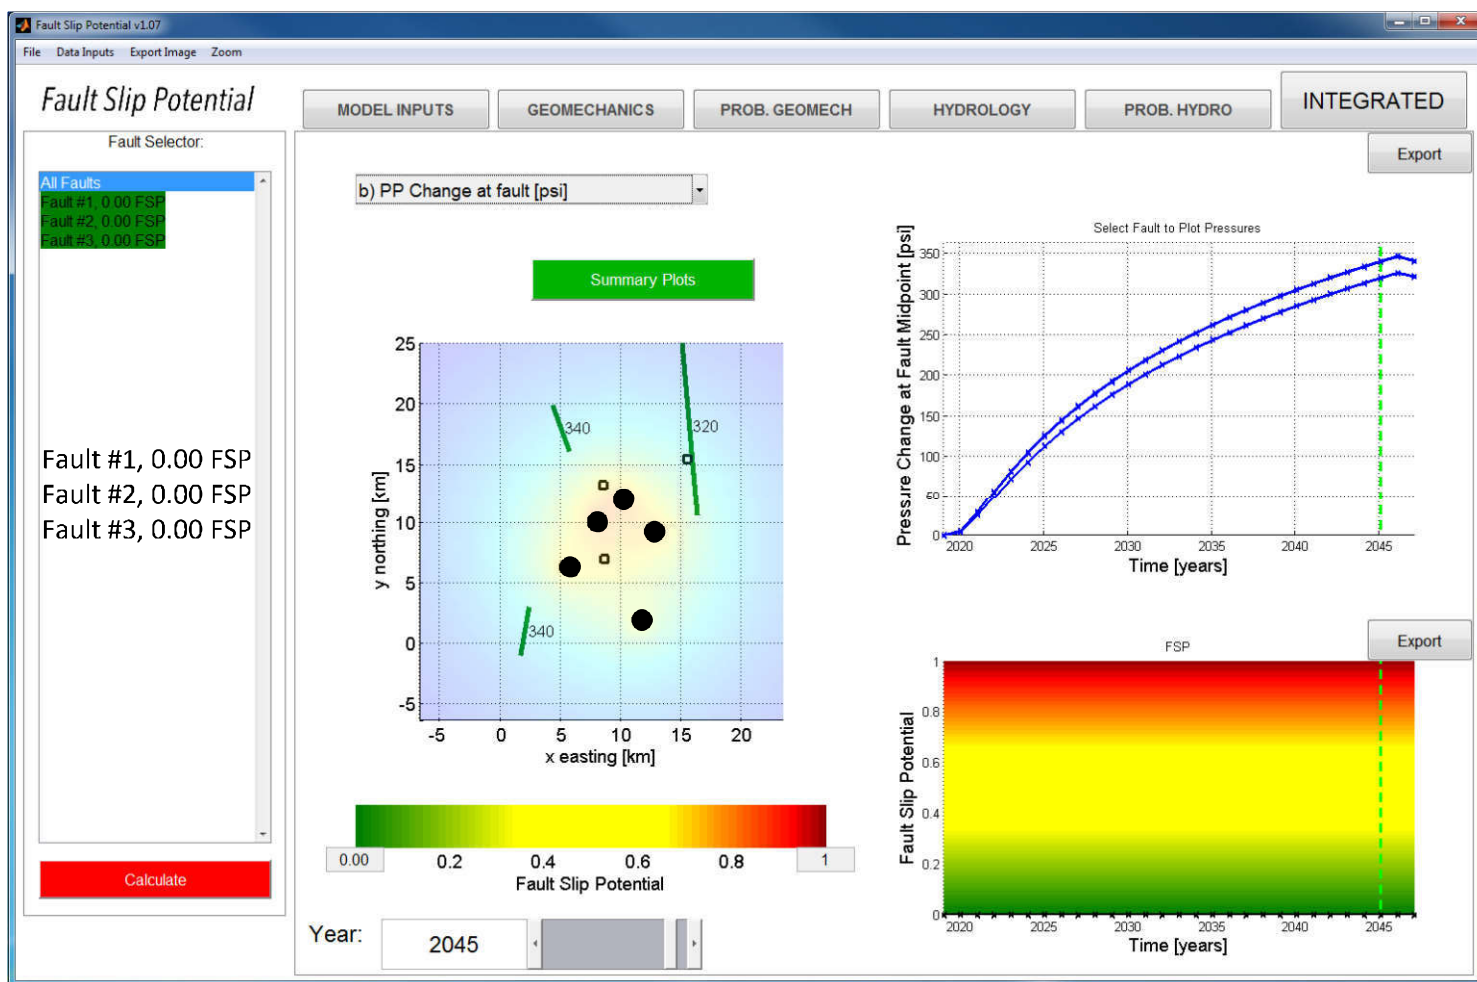 Fault Slip Potential v1.07
File Data Inputs Export Image Zoom
Fault Slip Potential
MODEL INPUTS
GEOMECHANICS
PROB. GEOMECH
HYDROLOGY
PROB. HYDRO
INTEGRATED
Fault Selector:
All Faults
Fault #1, 0.00 FSP
Fault #2, 0.00 FSP
Fault #3, 0.00 FSP
Fault #1, 0.00 FSP
Fault #2, 0.00 FSP
Fault #3, 0.00 FSP
Calculate
Export
b) PP Change at fault [psi]
Summary Plots
25
20
15
10
5
0
-5
y northing [km]
340
320
340
-5 0 5 10 15 20
x easting [km]
0.00 0.2 0.4 0.6 0.8 1
Fault Slip Potential
Year: 2045
Select Fault to Plot Pressures
Pressure Change at Fault Midpoint [psi]
350
300
250
200
150
100
50
0
2020 2025 2030 2035 2040 2045
Time [years]
Export
FSP
Fault Slip Potential
1
0.8
0.6
0.4
0.2
0
2020 2025 2030 2035 2040 2045
Time [years]